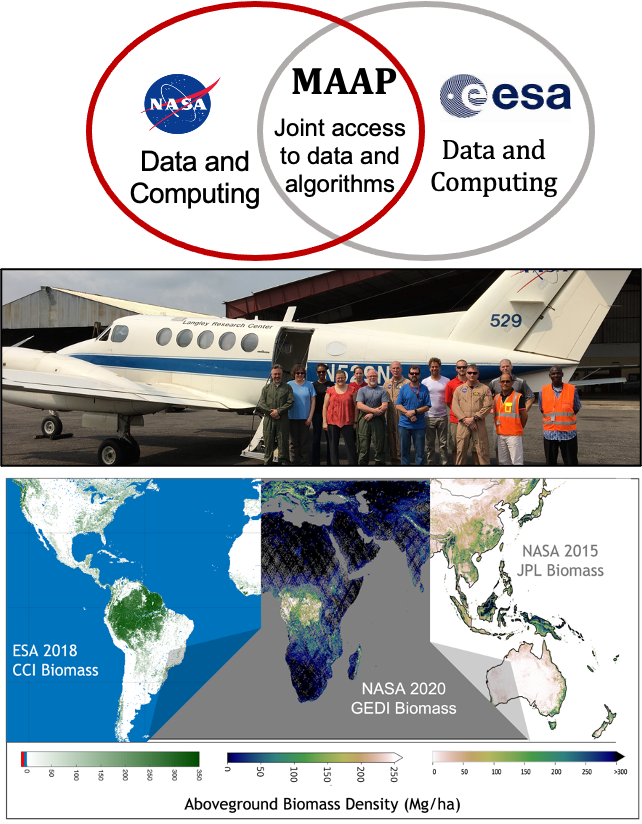 NASA
Data and
Computing
MAAP
Joint access
to data and
algorithms
esa
Data and
Computing
Langley Research Center
529
ESA 2018
CCI Biomass
NASA 2020
GEDI Biomass
NASA 2015
JPL Biomass
0 50 100 150 200 250 300 350
0 50 100 150 200 250
0 50 100 150 200 250 >300
Aboveground Biomass Density (Mg/ha)